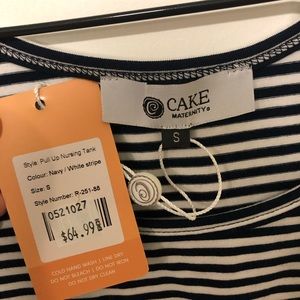 CAKE
MATERNITY®
S
Style: Pull Up Nursing Tank
Colour: Navy / White stripe
Size: S
Style Number: R-251-86
0521027
$64.99
COLD HAND WASH | LINE DRY
DO NOT BLEACH | DO NOT IRON
DO NOT DRY CLEAN